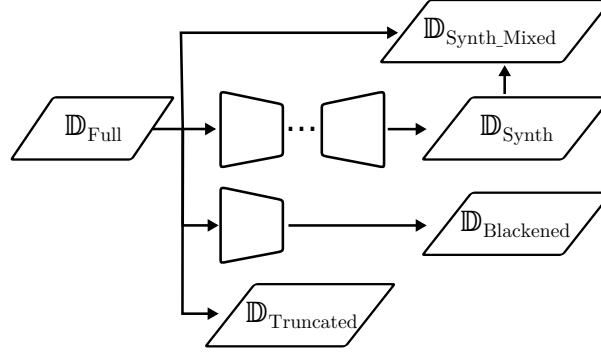 𝔻Synth_Mixed
𝔻Full
...
𝔻Synth
𝔻Blackened
𝔻Truncated